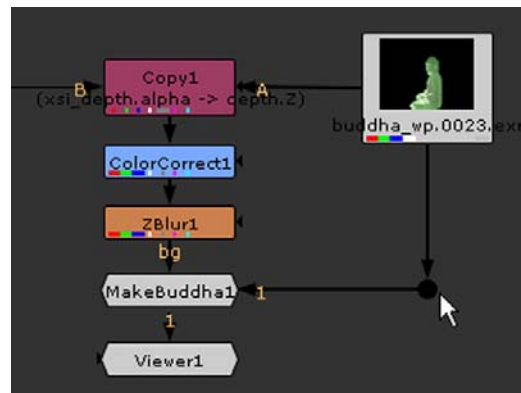 B
Copy1
A
(xsi_depth.alpha -> depth.Z)
buddha_wp.0023.exr
ColorCorrect1
ZBlur1
bg
MakeBuddha1
1
1
Viewer1